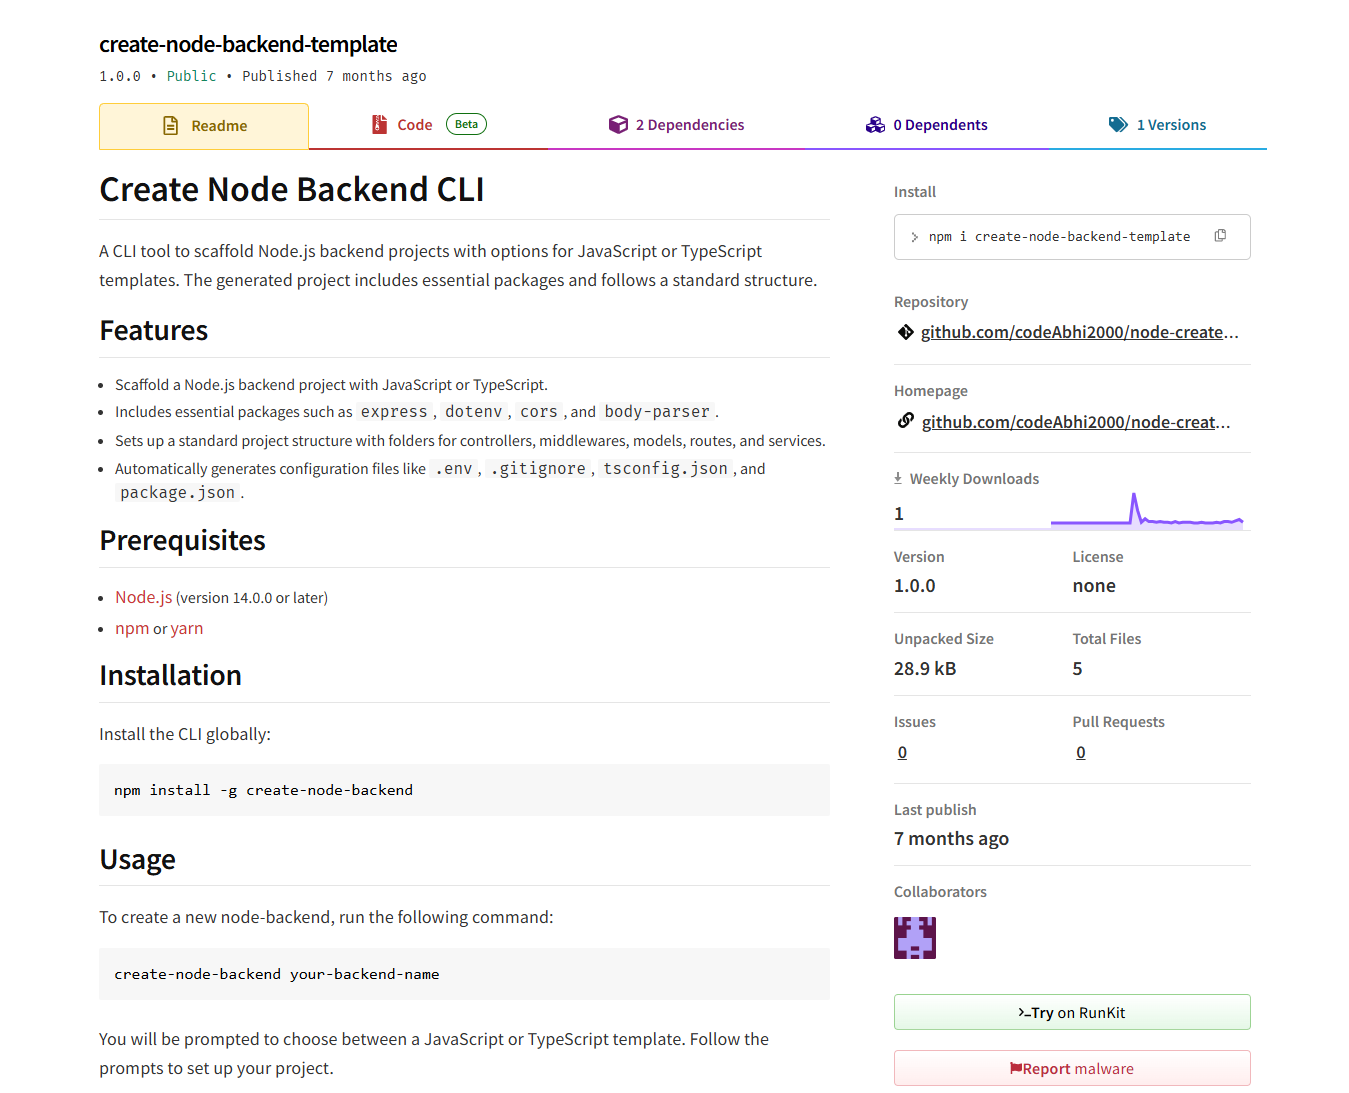 create-node-backend-template
1.0.0 • Public • Published 7 months ago
Readme
Code Beta
2 Dependencies
0 Dependents
1 Versions
Create Node Backend CLI
A CLI tool to scaffold Node.js backend projects with options for JavaScript or TypeScript
templates. The generated project includes essential packages and follows a standard structure.
Features
• Scaffold a Node.js backend project with JavaScript or TypeScript.
• Includes essential packages such as express, dotenv, cors, and body-parser.
• Sets up a standard project structure with folders for controllers, middlewares, models, routes, and services.
• Automatically generates configuration files like .env, .gitignore, tsconfig.json, and
package.json.
Prerequisites
• Node.js (version 14.0.0 or later)
• npm or yarn
Installation
Install the CLI globally:
npm install -g create-node-backend
Usage
To create a new node-backend, run the following command:
create-node-backend your-backend-name
You will be prompted to choose between a JavaScript or TypeScript template. Follow the
prompts to set up your project.
Install
npm i create-node-backend-template
Repository
github.com/codeAbhi2000/node-create...
Homepage
github.com/codeAbhi2000/node-creat...
Weekly Downloads
1
Version
1.0.0
License
none
Unpacked Size
28.9 kB
Total Files
5
Issues
0
Pull Requests
0
Last publish
7 months ago
Collaborators
Try on RunKit
Report malware